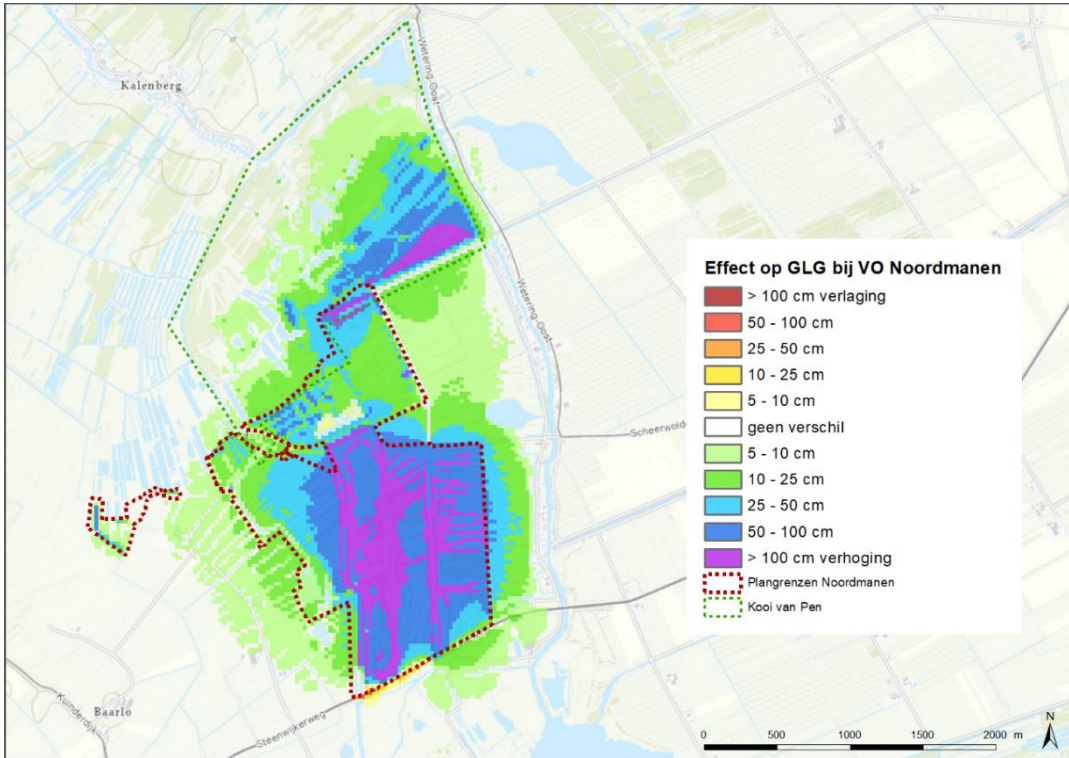 Kalenberg
Wetering-Oost
Wetering-Oost
Scheerwold
Steenwijkerweg
Kuinderdijk
Baarlo
Effect op GLG bij VO Noordmanen
> 100 cm verlaging
50 - 100 cm
25 - 50 cm
10 - 25 cm
5 - 10 cm
geen verschil
5 - 10 cm
10 - 25 cm
25 - 50 cm
50 - 100 cm
> 100 cm verhoging
Plangrenzen Noordmanen
Kooi van Pen
N
0 500 1000 1500 2000 m